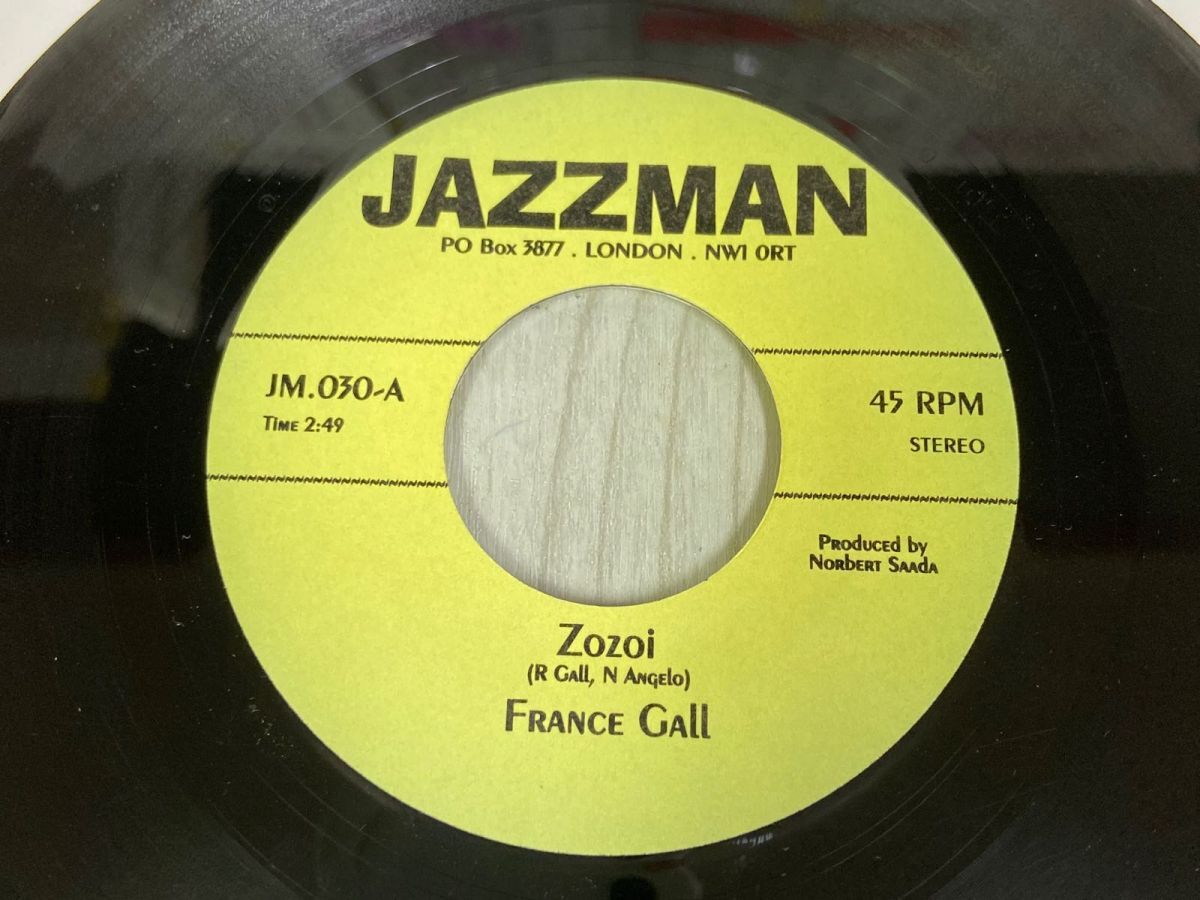 JAZZMAN
PO Box 3877 . LONDON . NW1 0RT
JM.030-A
TIME 2:49
45 RPM
STEREO
PRODUCED by
NORBERT SAAdA
Zozoi
(R GAll, N ANGElo)
FRANCE GAll